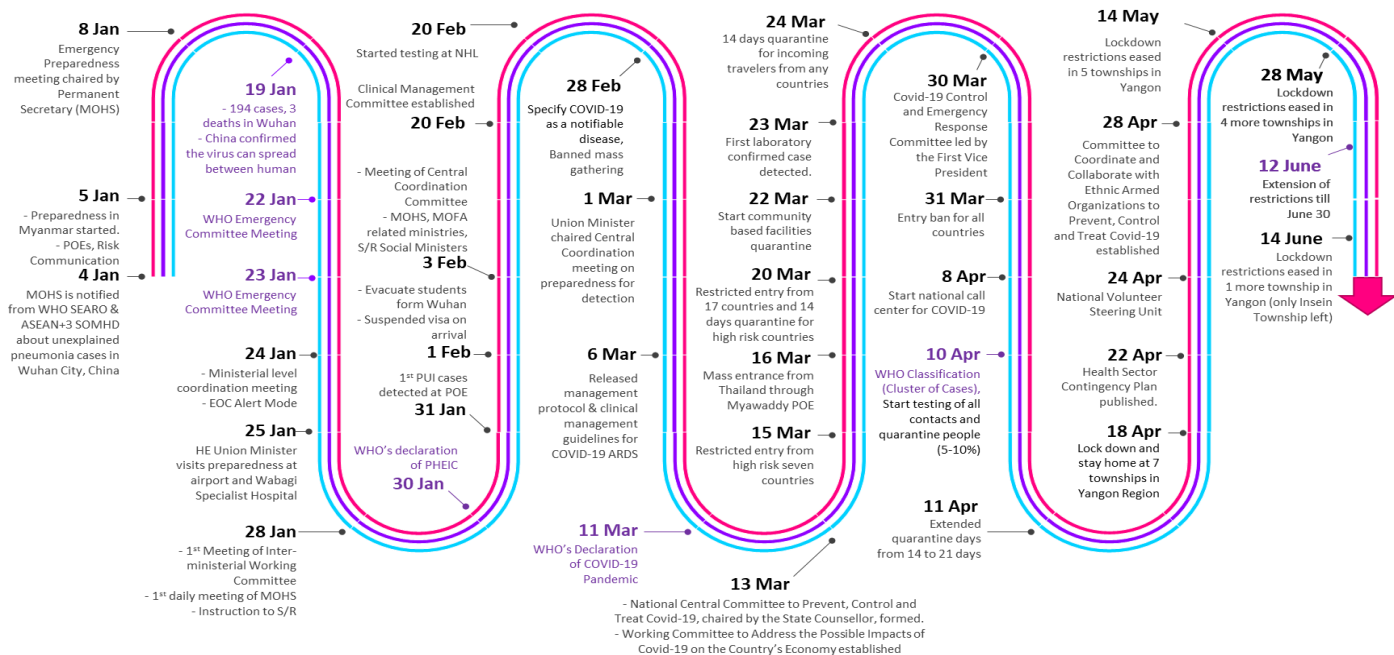 4 Jan
MOHS is notified
from WHO SEARO &
ASEAN+3 SOMHD
about unexplained
pneumonia cases in
Wuhan City, China
5 Jan
- Preparedness in
Myanmar started.
- POEs, Risk
Communication
8 Jan
Emergency
Preparedness
meeting chaired by
Permanent
Secretary (MOHS)
19 Jan
- 194 cases, 3
deaths in Wuhan
- China confirmed
the virus can spread
between human
22 Jan
WHO Emergency
Committee Meeting
23 Jan
WHO Emergency
Committee Meeting
24 Jan
- Ministerial level
coordination meeting
- EOC Alert Mode
25 Jan
HE Union Minister
visits preparedness at
airport and Wabagi
Specialist Hospital
28 Jan
- 1st Meeting of Inter-
ministerial Working
Committee
- 1st daily meeting of MOHS
- Instruction to S/R
WHO's declaration
of PHEIC
30 Jan
31 Jan
1st PUI cases
detected at POE
1 Feb
- Evacuate students
form Wuhan
- Suspended visa on
arrival
3 Feb
- Meeting of Central
Coordination
Committee
- MOHS, MOFA
related ministries,
S/R Social Ministers
20 Feb
Clinical Management
Committee established
20 Feb
Started testing at NHL
28 Feb
Specify COVID-19
as a notifiable
disease,
Banned mass
gathering
1 Mar
Union Minister
chaired Central
Coordination
meeting on
preparedness for
detection
6 Mar
Released
management
protocol & clinical
management
guidelines for
COVID-19 ARDS
11 Mar
WHO's Declaration
of COVID-19
Pandemic
13 Mar
- National Central Committee to Prevent, Control and
Treat Covid-19, chaired by the State Counsellor, formed.
- Working Committee to Address the Possible Impacts of
Covid-19 on the Country's Economy established
15 Mar
Restricted entry from
high risk seven
countries
16 Mar
Mass entrance from
Thailand through
Myawaddy POE
20 Mar
Restricted entry from
17 countries and 14
days quarantine for
high risk countries
22 Mar
Start community
based facilities
quarantine
23 Mar
First laboratory
confirmed case
detected.
24 Mar
14 days quarantine
for incoming
travelers from any
countries
30 Mar
Covid-19 Control
and Emergency
Response
Committee led by
the First Vice
President
31 Mar
Entry ban for all
countries
8 Apr
Start national call
center for COVID-19
10 Apr
WHO Classification
(Cluster of Cases),
Start testing of all
contacts and
quarantine people
(5-10%)
11 Apr
Extended
quarantine days
from 14 to 21 days
18 Apr
Lock down and
stay home at 7
townships in
Yangon Region
22 Apr
Health Sector
Contingency Plan
published.
24 Apr
National Volunteer
Steering Unit
28 Apr
Committee to
Coordinate and
Collaborate with
Ethnic Armed
Organizations to
Prevent, Control
and Treat Covid-19
established
14 May
Lockdown
restrictions eased
in 5 townships in
Yangon
28 May
Lockdown
restrictions eased in
4 more townships in
Yangon
12 June
Extension of
restrictions till
June 30
14 June
Lockdown
restrictions eased in
1 more township in
Yangon (only Insein
Township left)